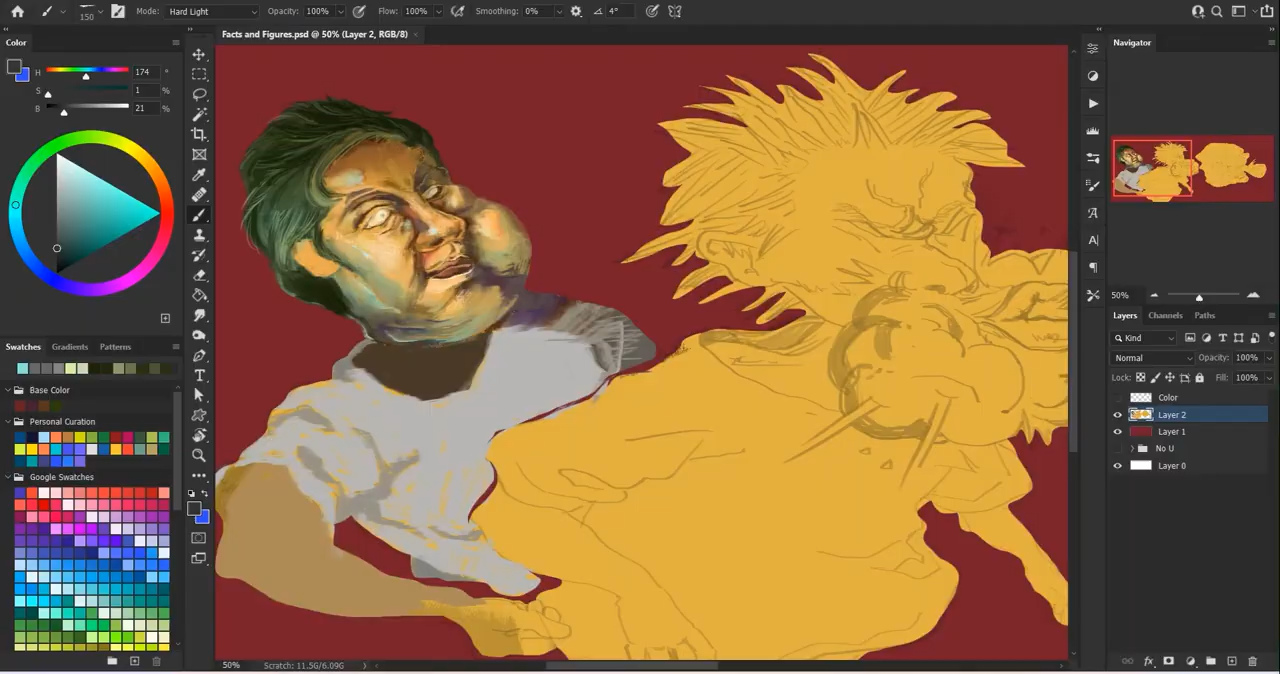 150 Mode: Hard Light Opacity: 100% Flow: 100% Smoothing: 0% 4°
Color
Facts and Figures.psd @ 50% (Layer 2, RGB/8) ×
Navigator
H 174 °
S 1 %
B 21 %
50%
Layers Channels Paths
Swatches Gradients Patterns
Kind
Normal Opacity: 100%
Lock: Fill: 100%
Base Color
Color
Layer 2
Personal Curation
Layer 1
No U
Layer 0
Google Swatches
50% Scratch: 11.5G/6.09G